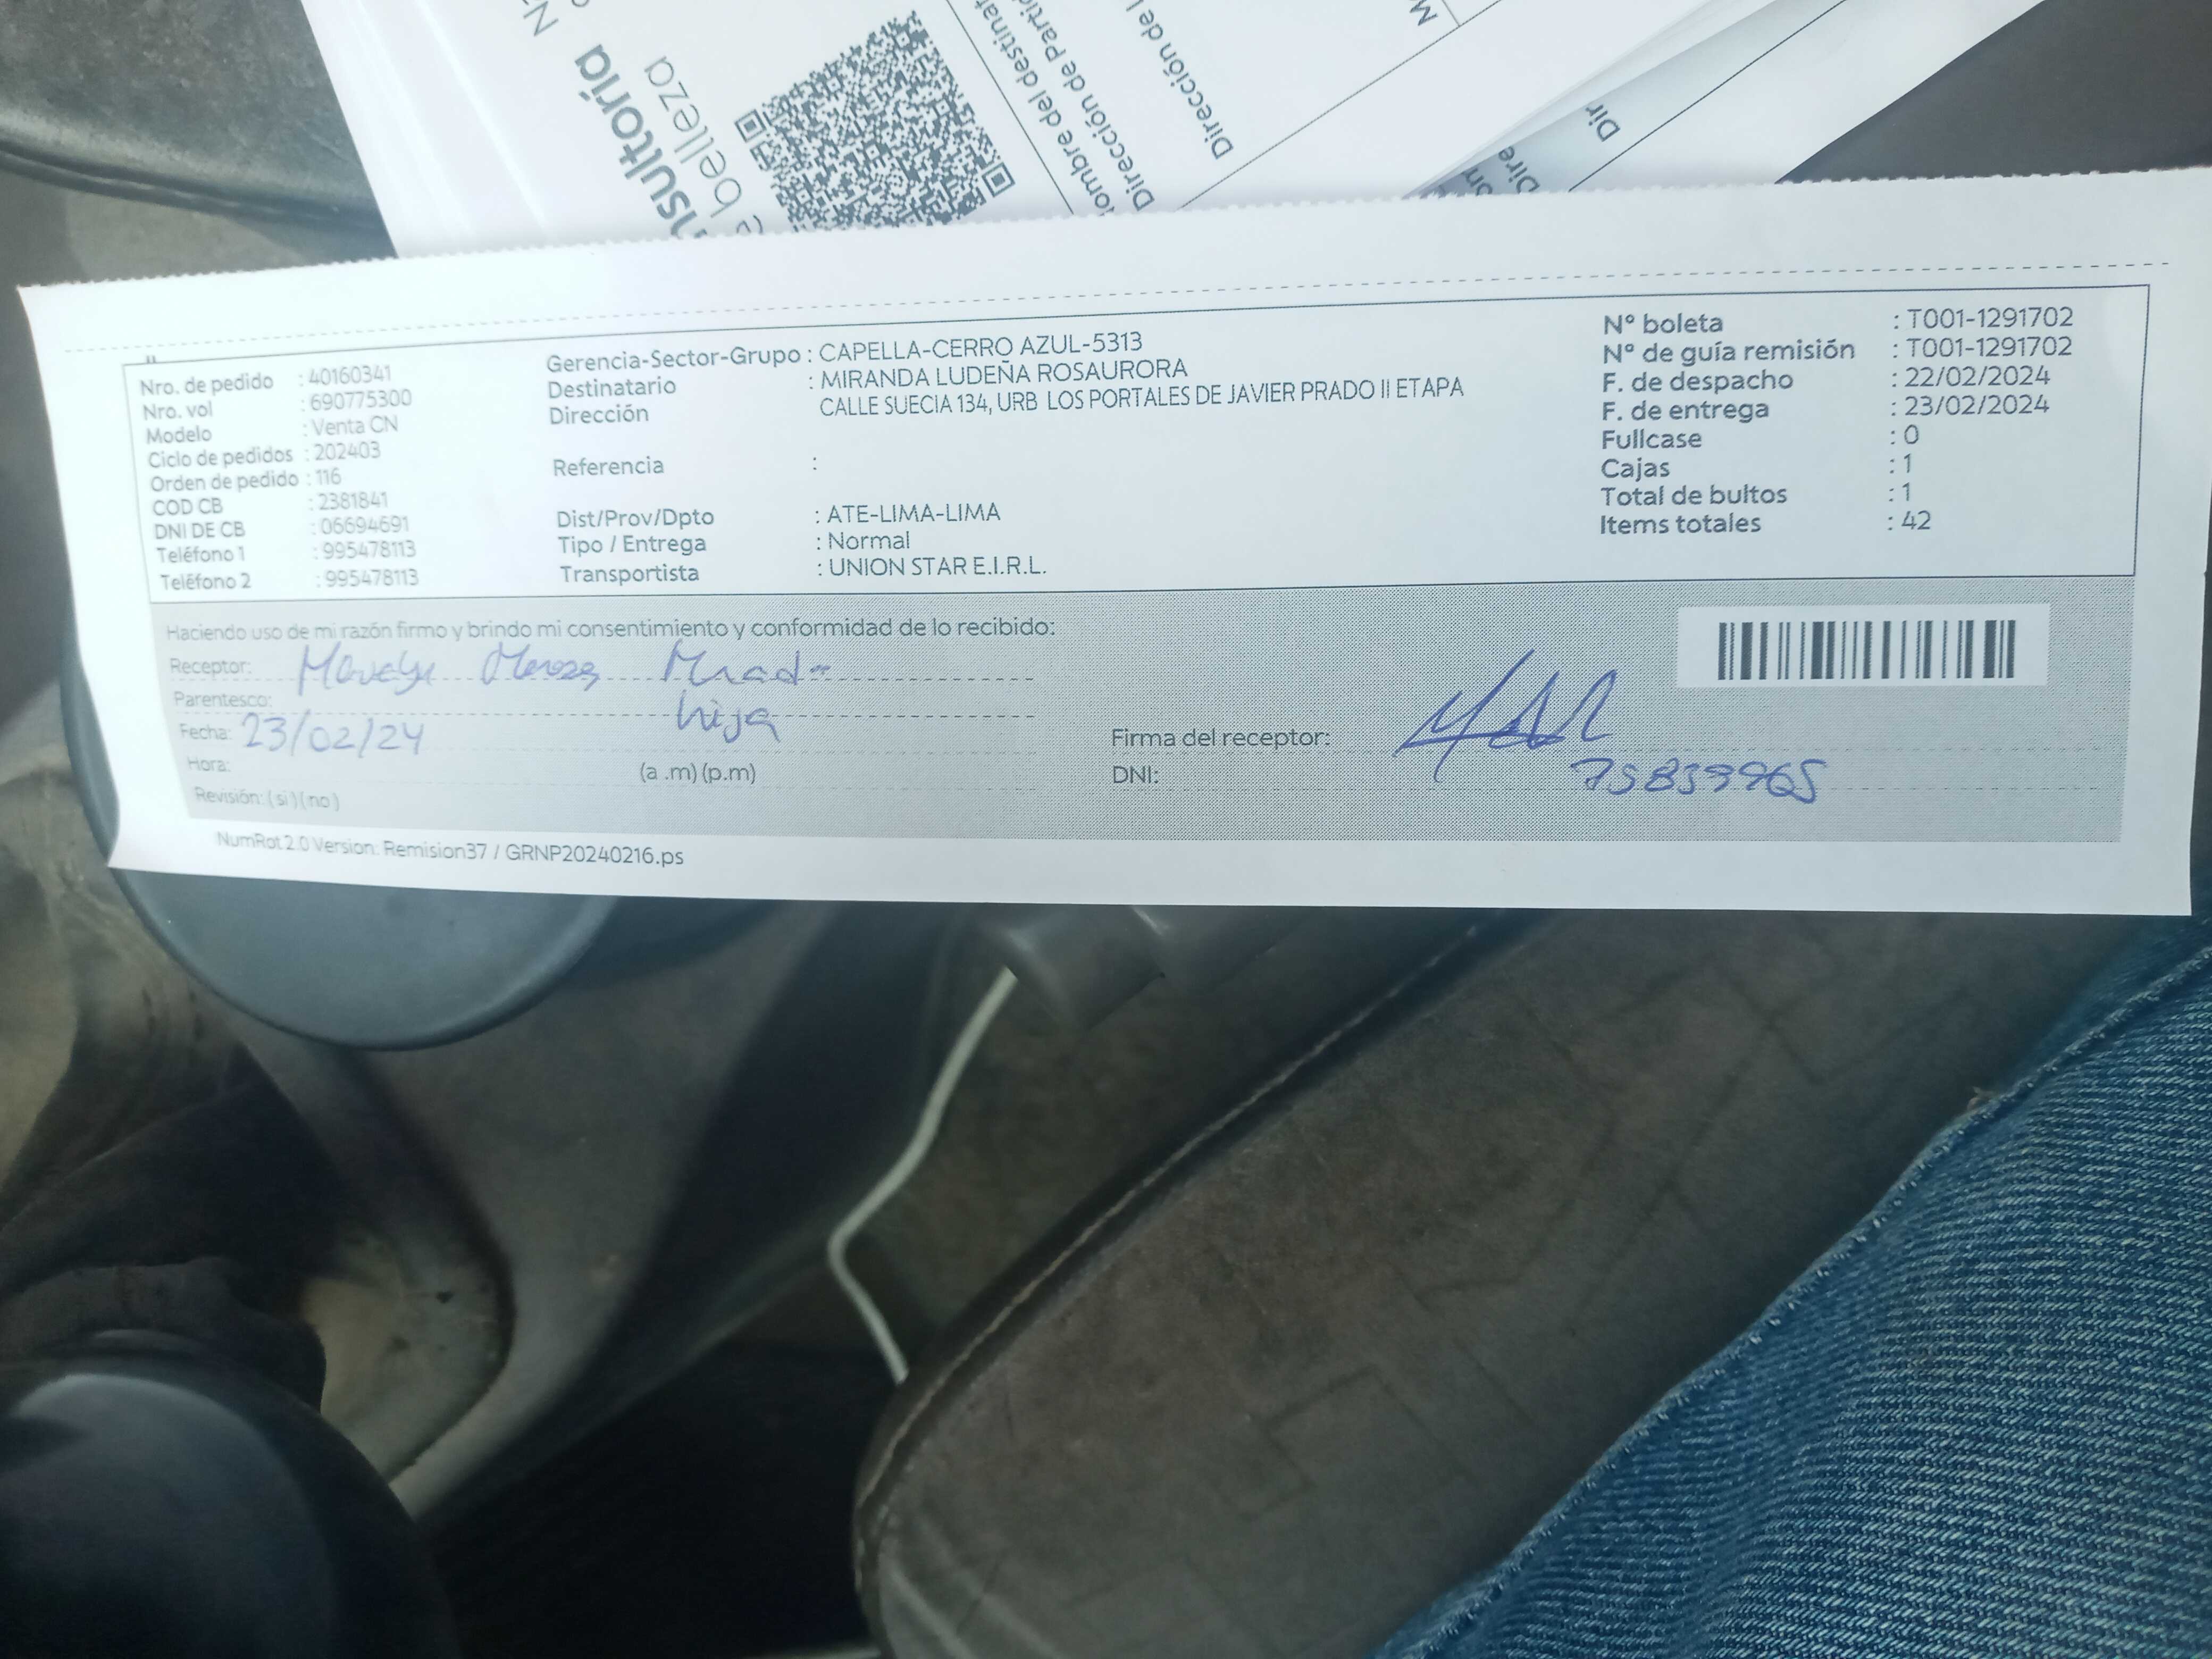 nsultoría
belleza
Dirección de
Nro. de pedido : 40160341
Nro. vol : 690775300
Modelo : Venta CN
Ciclo de pedidos : 202403
Orden de pedido : 116
COD CB : 2381841
DNI DE CB : 06694691
Teléfono 1 : 995478113
Teléfono 2 : 995478113
Gerencia-Sector-Grupo : CAPELLA-CERRO AZUL-5313
Destinatario : MIRANDA LUDEÑA ROSAURORA
Dirección CALLE SUECIA 134, URB LOS PORTALES DE JAVIER PRADO II ETAPA
Referencia :
Dist/Prov/Dpto : ATE-LIMA-LIMA
Tipo / Entrega : Normal
Transportista : UNION STAR E.I.R.L.
N° boleta : T001-1291702
N° de guía remisión : T001-1291702
F. de despacho : 22/02/2024
F. de entrega : 23/02/2024
Fullcase : 0
Cajas : 1
Total de bultos : 1
Items totales : 42
Haciendo uso de mi razón firmo y brindo mi consentimiento y conformidad de lo recibido:
Receptor:
Parentesco: hija
Fecha: 23/02/24
Hora: (a .m) (p.m)
Revisión: (si) (no)
Firma del receptor:
DNI: 75839965
NumRot 2.0 Version: Remision37 / GRNP20240216.ps